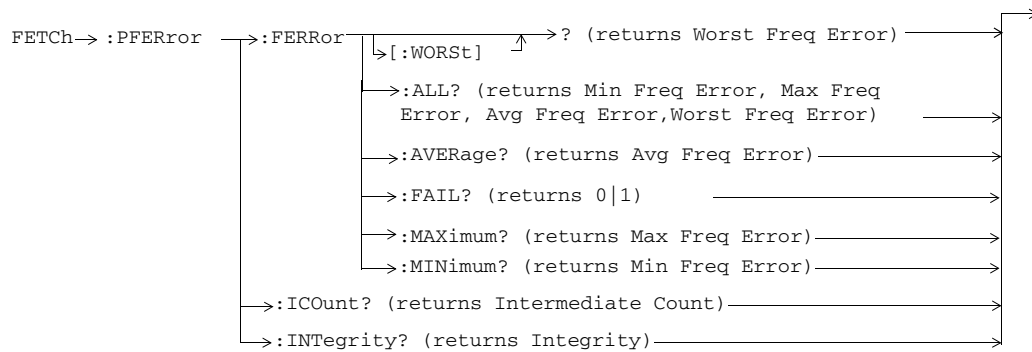 FETCh :PFERror :FERRor ? (returns Worst Freq Error)
[:WORSt]
:ALL? (returns Min Freq Error, Max Freq
Error, Avg Freq Error,Worst Freq Error)
:AVERage? (returns Avg Freq Error)
:FAIL? (returns 0|1)
:MAXimum? (returns Max Freq Error)
:MINimum? (returns Min Freq Error)
:ICOunt? (returns Intermediate Count)
:INTegrity? (returns Integrity)